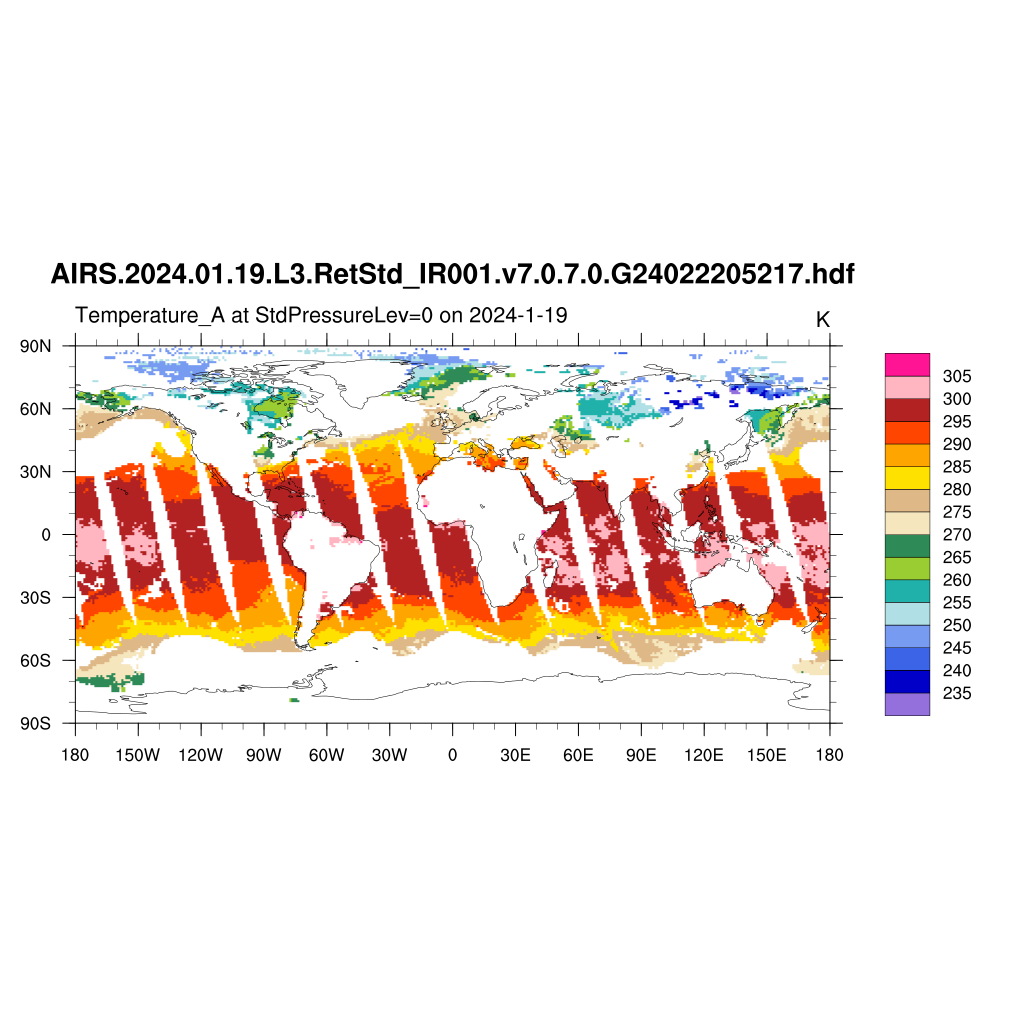 AIRS.2024.01.19.L3.RetStd_IR001.v7.0.7.0.G24022205217.hdf
Temperature_A at StdPressureLev=0 on 2024-1-19 K
90N
60N
30N
0
30S
60S
90S
180 150W 120W 90W 60W 30W 0 30E 60E 90E 120E 150E 180
305
300
295
290
285
280
275
270
265
260
255
250
245
240
235